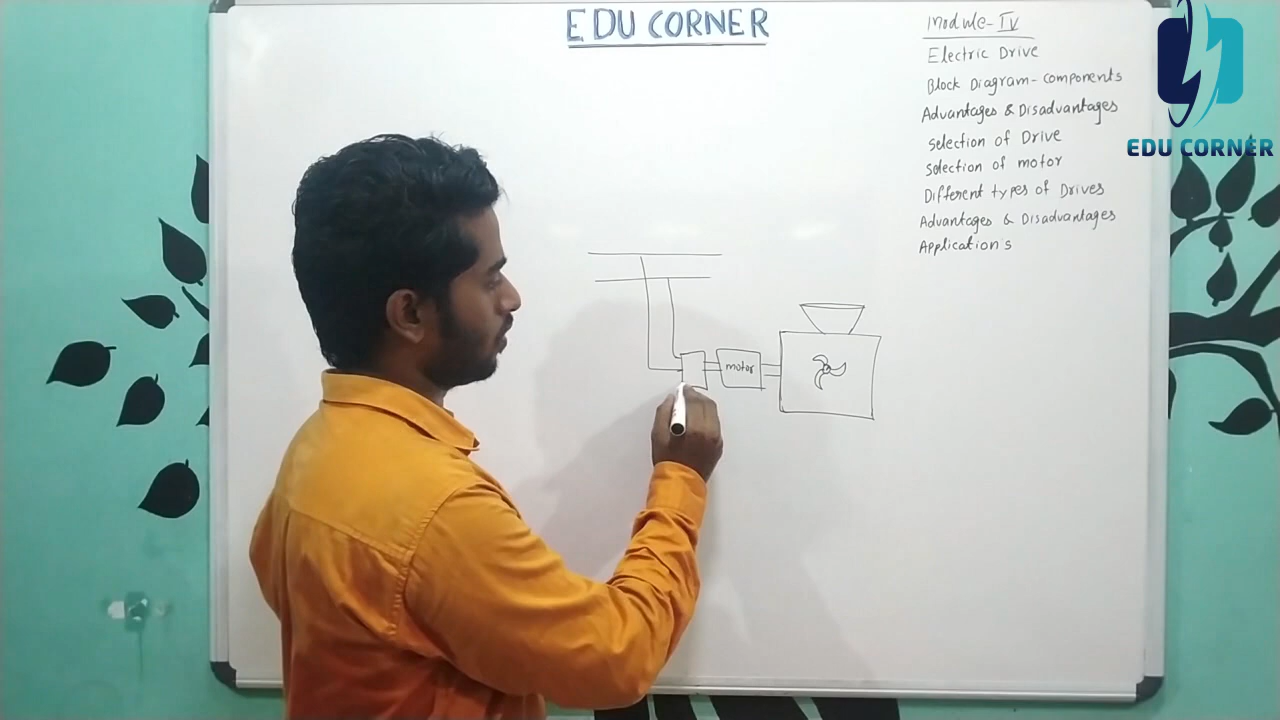 EDU CORNER
Module-IV
Electric Drive
Block Diagram-components
Advantages & Disadvantages
selection of Drive
selection of motor
Different types of Drives
Advantages & Disadvantages
Applications
EDU CORNER
motor